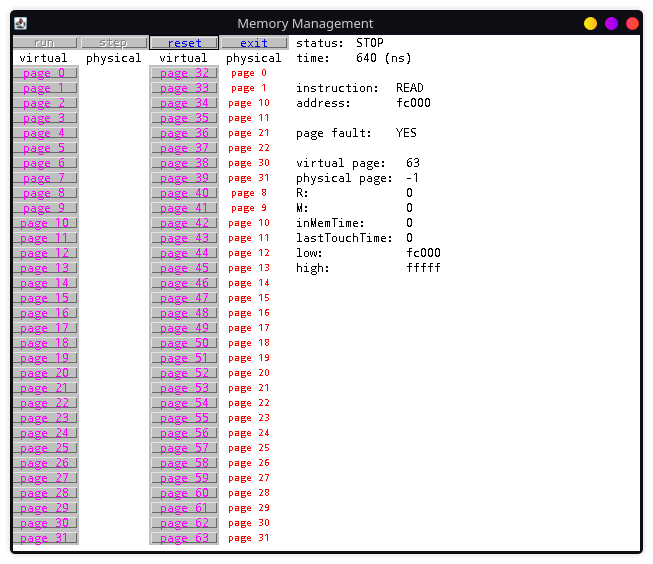 Memory Management
run step reset exit status: STOP
virtual physical virtual physical time: 640 (ns)
page 0 page 32 page 0
page 1 page 33 page 1 instruction: READ
page 2 page 34 page 10 address: fc000
page 3 page 35 page 11
page 4 page 36 page 21 page fault: YES
page 5 page 37 page 22
page 6 page 38 page 30 virtual page: 63
page 7 page 39 page 31 physical page: -1
page 8 page 40 page 8 R: 0
page 9 page 41 page 9 M: 0
page 10 page 42 page 10 inMemTime: 0
page 11 page 43 page 11 lastTouchTime: 0
page 12 page 44 page 12 low: fc000
page 13 page 45 page 13 high: fffff
page 14 page 46 page 14
page 15 page 47 page 15
page 16 page 48 page 16
page 17 page 49 page 17
page 18 page 50 page 18
page 19 page 51 page 19
page 20 page 52 page 20
page 21 page 53 page 21
page 22 page 54 page 22
page 23 page 55 page 23
page 24 page 56 page 24
page 25 page 57 page 25
page 26 page 58 page 26
page 27 page 59 page 27
page 28 page 60 page 28
page 29 page 61 page 29
page 30 page 62 page 30
page 31 page 63 page 31